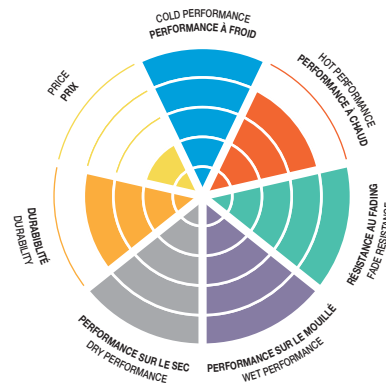 COLD PERFORMANCE
PERFORMANCE À FROID
HOT PERFORMANCE
PERFORMANCE À CHAUD
RÉSISTANCE AU FADING
FADE RESISTANCE
PERFORMANCE SUR LE MOUILLÉ
WET PERFORMANCE
PERFORMANCE SUR LE SEC
DRY PERFORMANCE
DURABIBLITÉ
DURABILITY
PRICE
PRIX